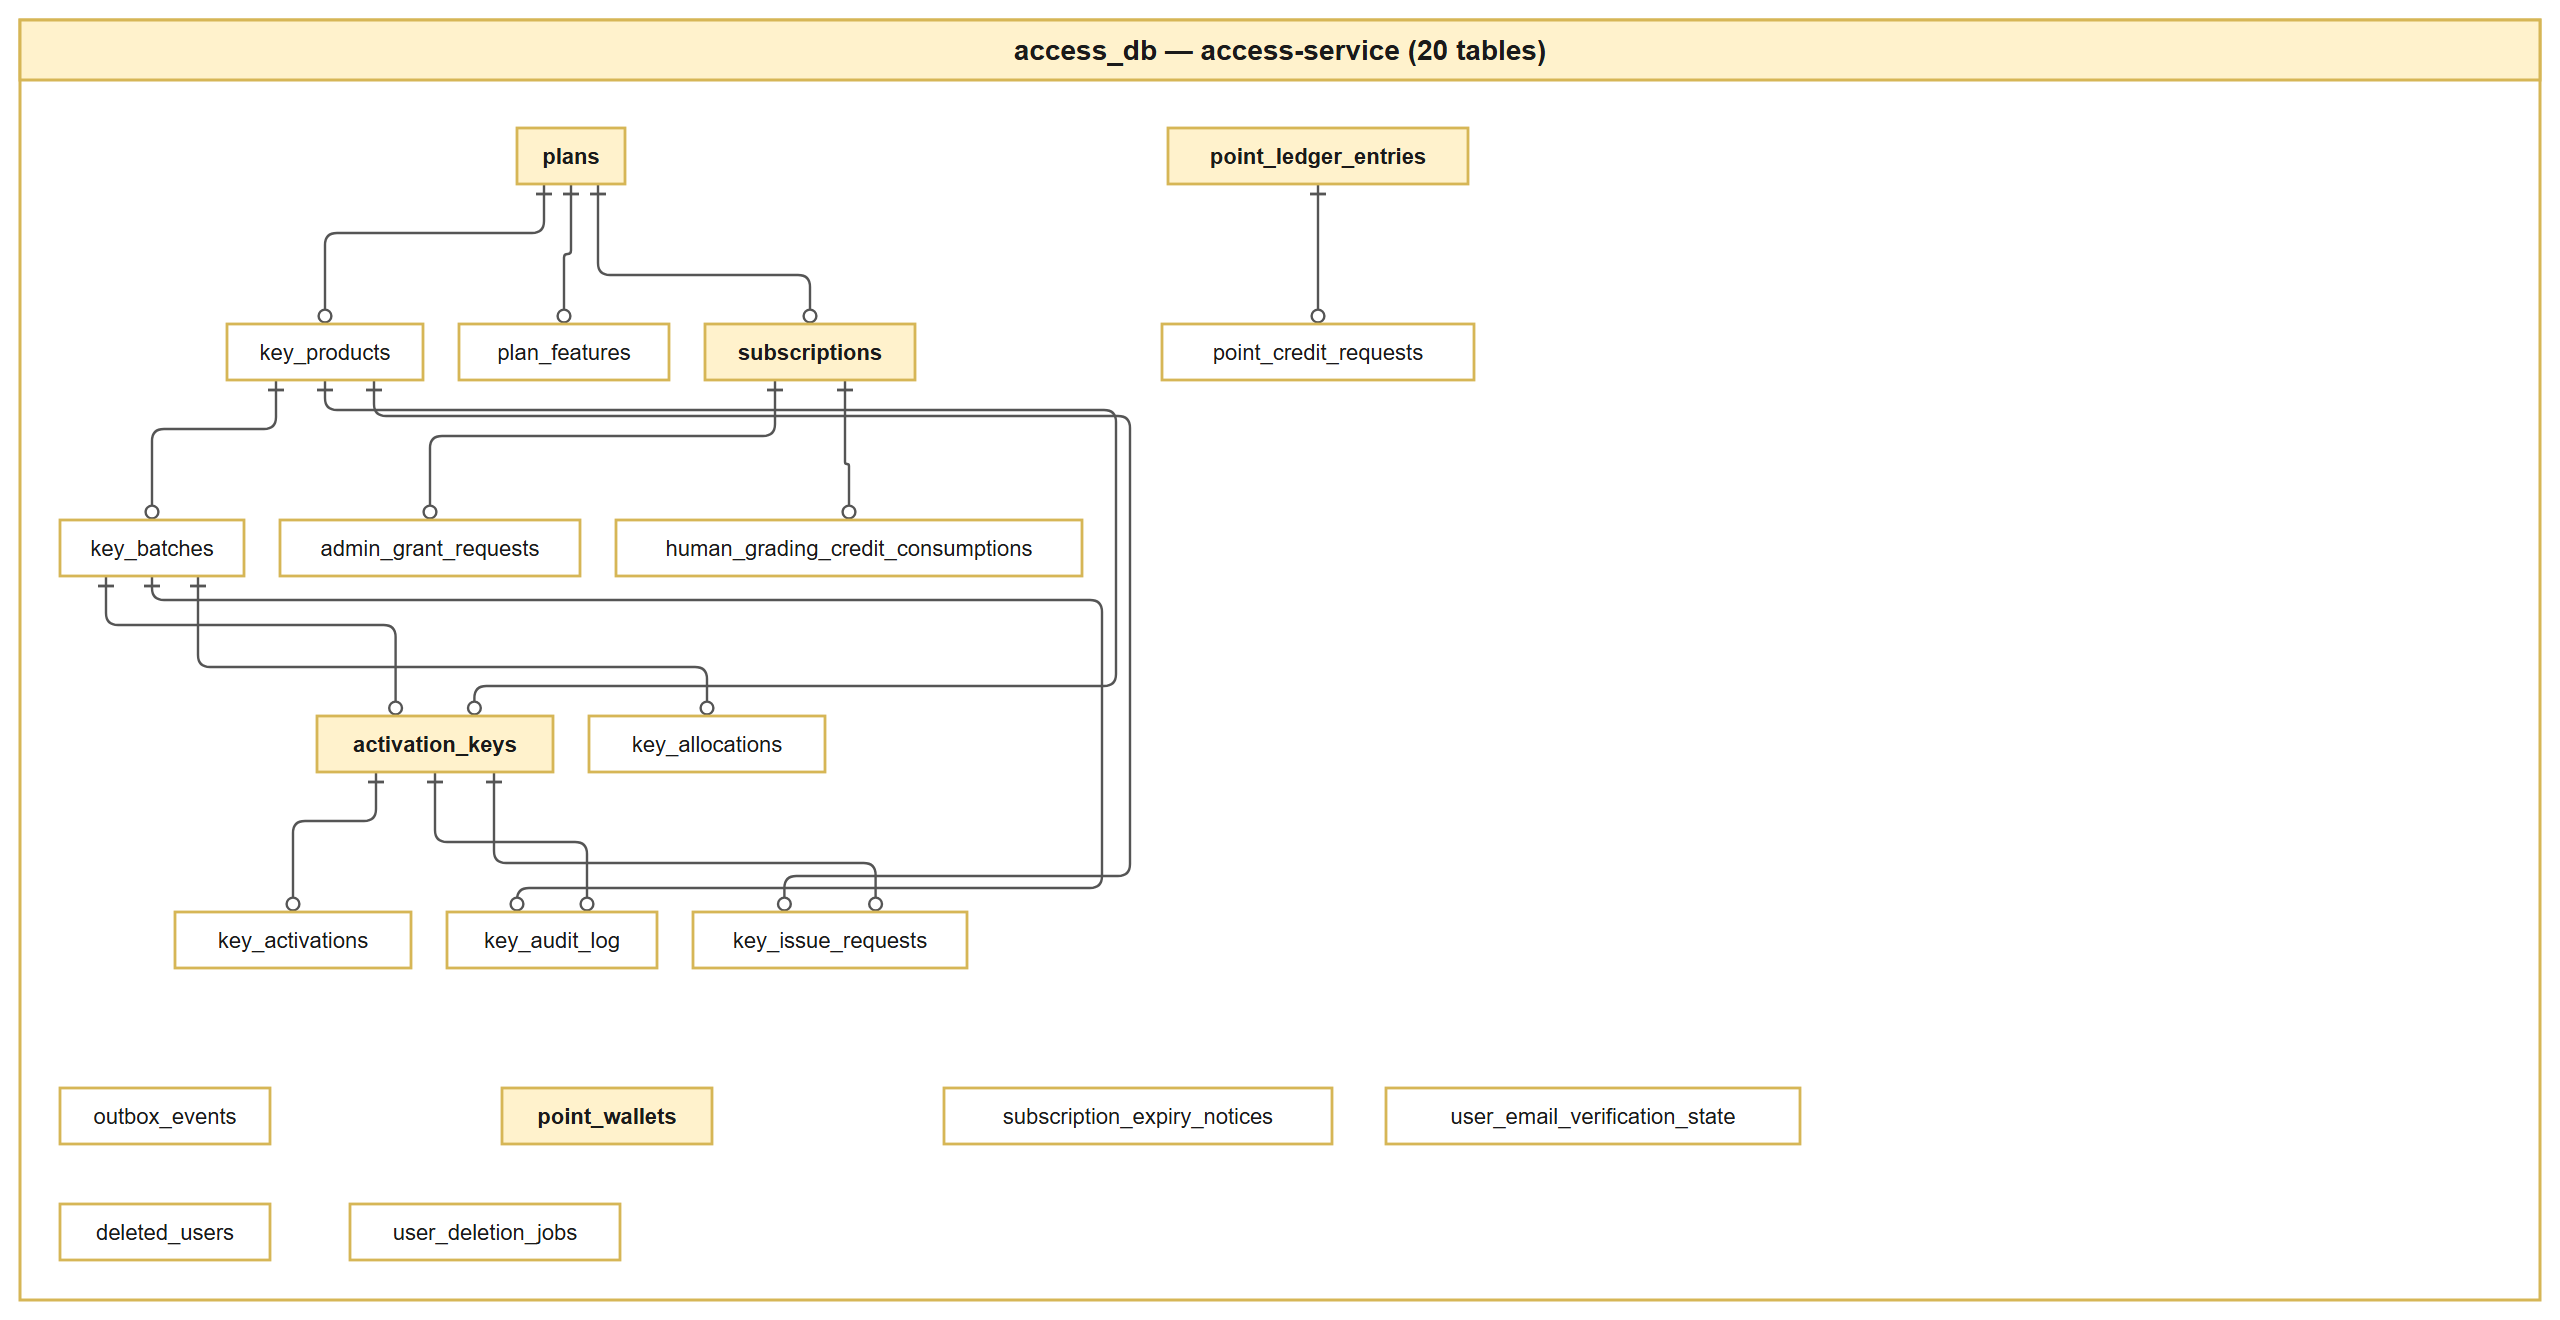 access_db — access-service (20 tables)
plans
point_ledger_entries
key_products
plan_features
subscriptions
point_credit_requests
key_batches
admin_grant_requests
human_grading_credit_consumptions
activation_keys
key_allocations
key_activations
key_audit_log
key_issue_requests
outbox_events
point_wallets
subscription_expiry_notices
user_email_verification_state
deleted_users
user_deletion_jobs